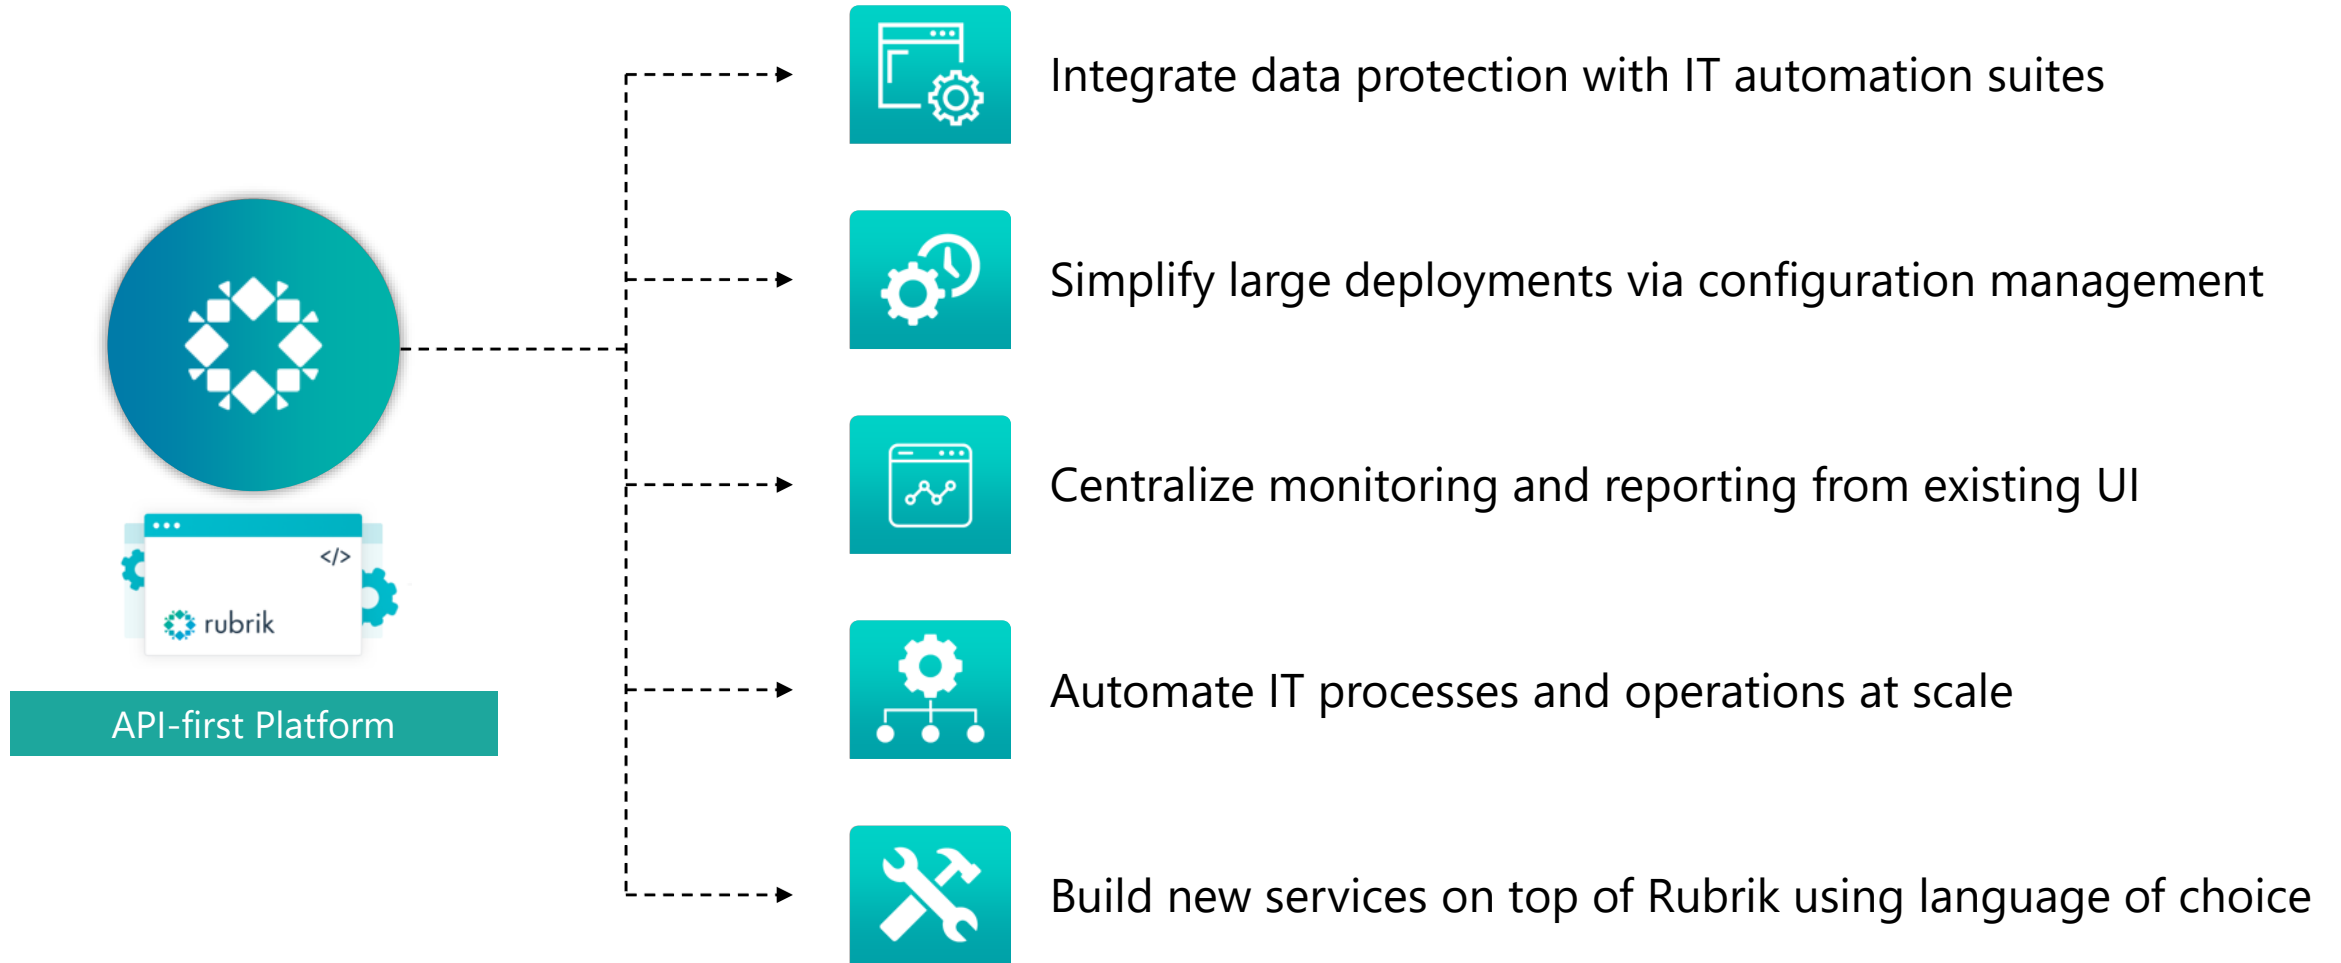 Integrate data protection with IT automation suites
Simplify large deployments via configuration management
Centralize monitoring and reporting from existing UI
</>
rubrik
API-first Platform
Automate IT processes and operations at scale
Build new services on top of Rubrik using language of choice